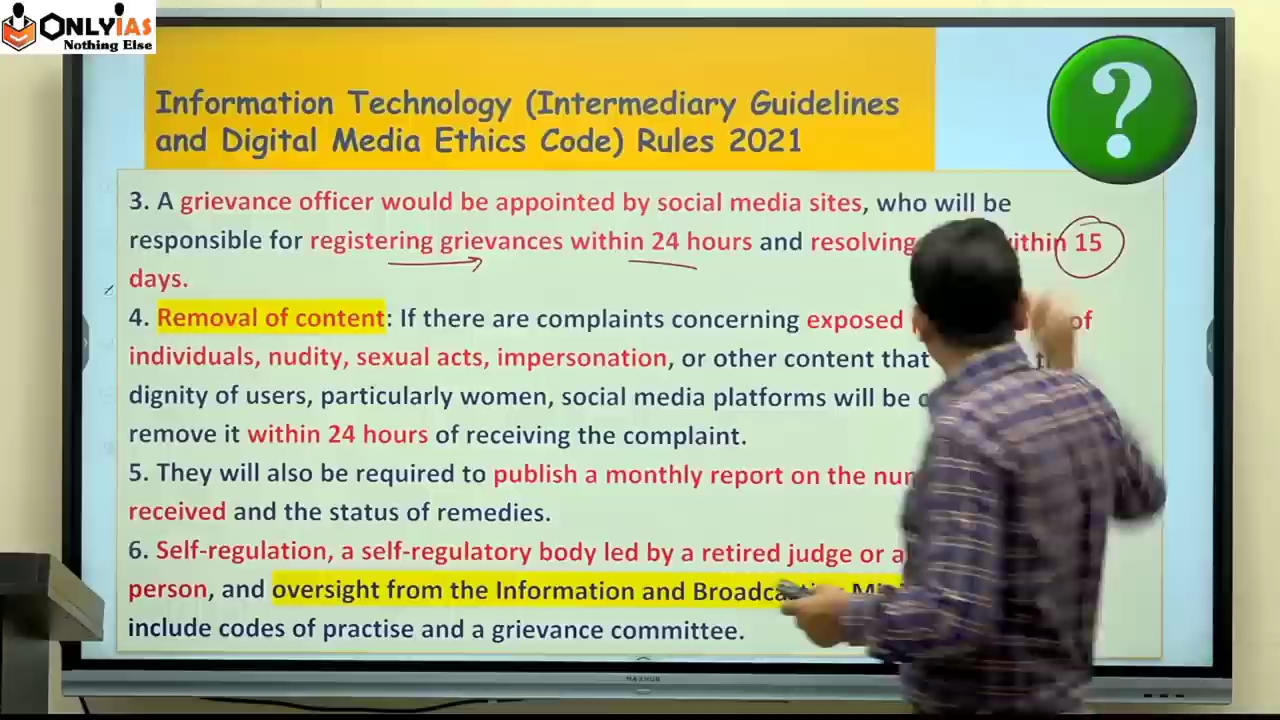 ONLYIAS
Nothing Else
Information Technology (Intermediary Guidelines
and Digital Media Ethics Code) Rules 2021
?
3. A grievance officer would be appointed by social media sites, who will be
responsible for registering grievances within 24 hours and resolving within 15
days.
4. Removal of content: If there are complaints concerning exposed of
individuals, nudity, sexual acts, impersonation, or other content that
dignity of users, particularly women, social media platforms will be
remove it within 24 hours of receiving the complaint.
5. They will also be required to publish a monthly report on the
received and the status of remedies.
6. Self-regulation, a self-regulatory body led by a retired judge or
person, and oversight from the Information and Broadcasting
include codes of practise and a grievance committee.
MAXHUB